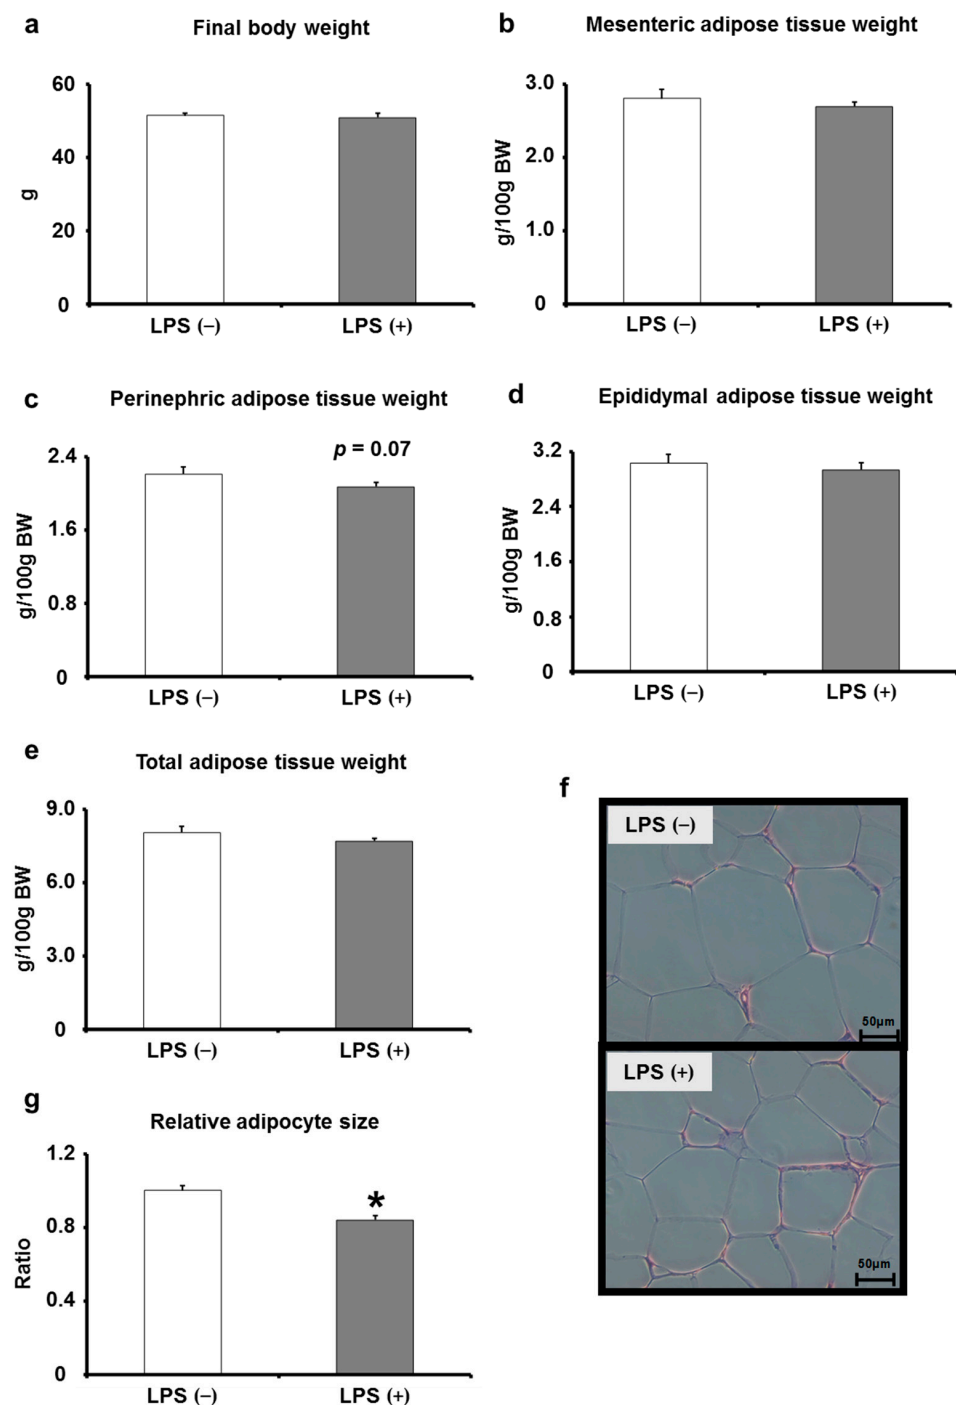 a
Final body weight
60
40
20
0
g
LPS (−)
LPS (+)
b
Mesenteric adipose tissue weight
3.0
2.0
1.0
0
g/100g BW
LPS (−)
LPS (+)
c
Perinephric adipose tissue weight
p = 0.07
2.4
1.6
0.8
0
g/100g BW
LPS (−)
LPS (+)
d
Epididymal adipose tissue weight
3.2
2.4
1.6
0.8
0
g/100g BW
LPS (−)
LPS (+)
e
Total adipose tissue weight
9.0
6.0
3.0
0
g/100g BW
LPS (−)
LPS (+)
f
LPS (−)
50µm
LPS (+)
50µm
g
Relative adipocyte size
*
1.2
0.8
0.4
0
Ratio
LPS (−)
LPS (+)